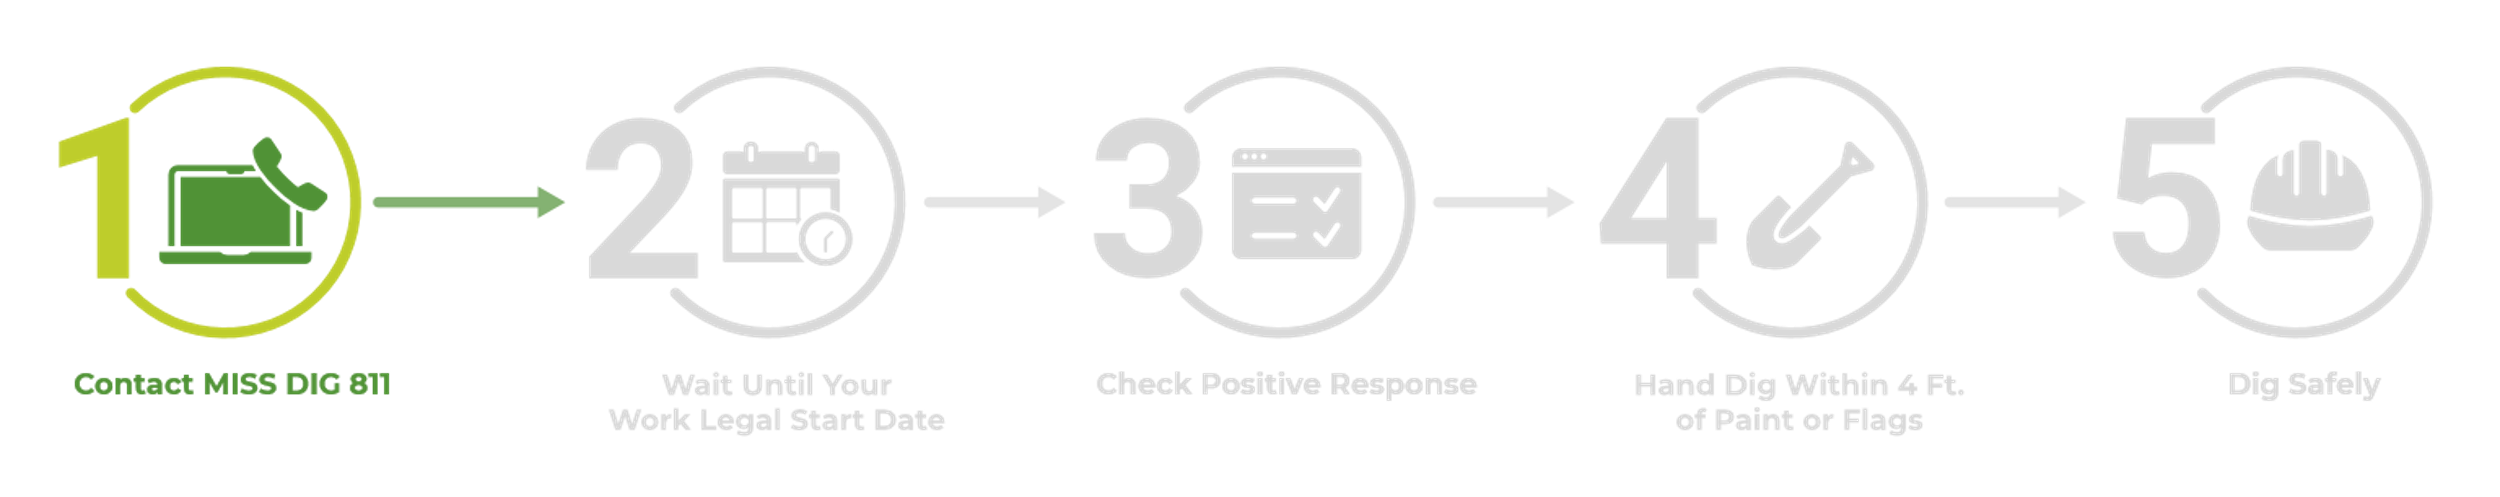 1
Contact MISS DIG 811
2
Wait Until Your
Work Legal Start Date
3
Check Positive Response
4
Hand Dig Within 4 Ft.
of Paint or Flags
5
Dig Safely